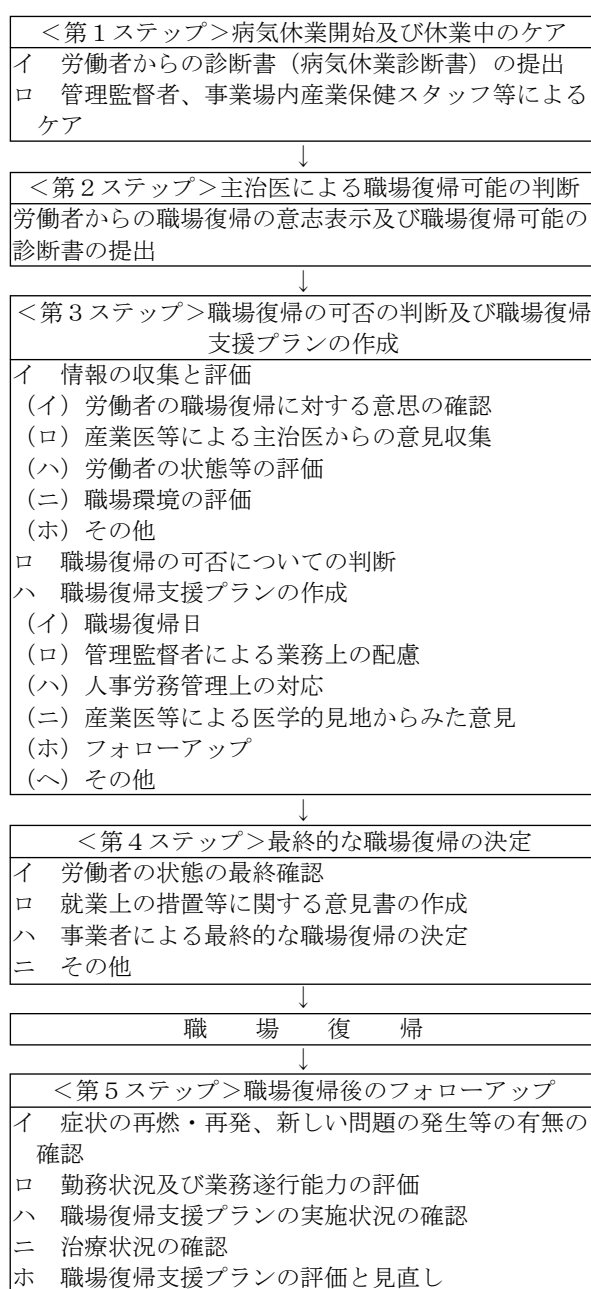 ＜第１ステップ＞病気休業開始及び休業中のケア
イ　労働者からの診断書（病気休業診断書）の提出
ロ　管理監督者、事業場内産業保健スタッフ等による
ケア
↓
＜第２ステップ＞主治医による職場復帰可能の判断
労働者からの職場復帰の意志表示及び職場復帰可能の
診断書の提出
↓
＜第３ステップ＞職場復帰の可否の判断及び職場復帰
支援プランの作成
イ　情報の収集と評価
（イ）労働者の職場復帰に対する意思の確認
（ロ）産業医等による主治医からの意見収集
（ハ）労働者の状態等の評価
（ニ）職場環境の評価
（ホ）その他
ロ　職場復帰の可否についての判断
ハ　職場復帰支援プランの作成
（イ）職場復帰日
（ロ）管理監督者による業務上の配慮
（ハ）人事労務管理上の対応
（ニ）産業医等による医学的見地からみた意見
（ホ）フォローアップ
（ヘ）その他
↓
＜第４ステップ＞最終的な職場復帰の決定
イ　労働者の状態の最終確認
ロ　就業上の措置等に関する意見書の作成
ハ　事業者による最終的な職場復帰の決定
ニ　その他
↓
職　場　復　帰
↓
＜第５ステップ＞職場復帰後のフォローアップ
イ　症状の再燃・再発、新しい問題の発生等の有無の
確認
ロ　勤務状況及び業務遂行能力の評価
ハ　職場復帰支援プランの実施状況の確認
ニ　治療状況の確認
ホ　職場復帰支援プランの評価と見直し